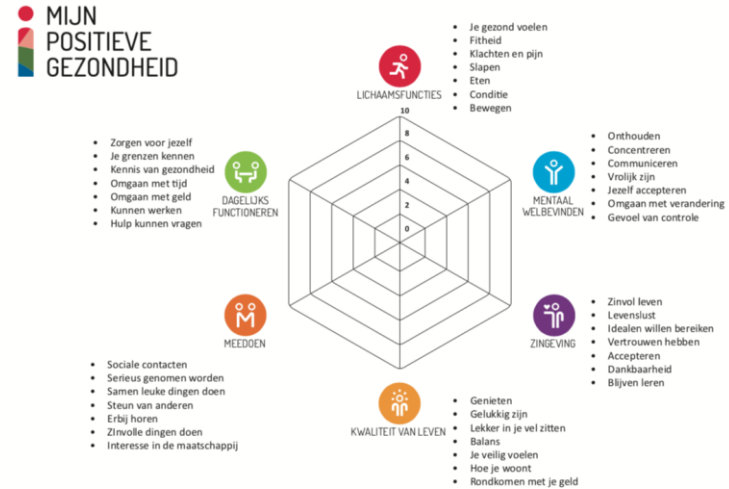 MIJN
POSITIEVE
GEZONDHEID
• Je gezond voelen
• Fitheid
• Klachten en pijn
• Slapen
• Eten
• Conditie
• Bewegen
LICHAAMSFUNCTIES
10
8
6
4
2
0
• Onthouden
• Concentreren
• Communiceren
• Vrolijk zijn
• Jezelf accepteren
• Omgaan met verandering
• Gevoel van controle
MENTAAL
WELBEVINDEN
• Zinvol leven
• Levenslust
• Idealen willen bereiken
• Vertrouwen hebben
• Accepteren
• Dankbaarheid
• Blijven leren
ZINGEVING
• Genieten
• Gelukkig zijn
• Lekker in je vel zitten
• Balans
• Je veilig voelen
• Hoe je woont
• Rondkomen met je geld
KWALITEIT VAN LEVEN
• Sociale contacten
• Serieus genomen worden
• Samen leuke dingen doen
• Steun van anderen
• Erbij horen
• ZInvolle dingen doen
• Interesse in de maatschappij
MEEDOEN
• Zorgen voor jezelf
• Je grenzen kennen
• Kennis van gezondheid
• Omgaan met tijd
• Omgaan met geld
• Kunnen werken
• Hulp kunnen vragen
DAGELIJKS
FUNCTIONEREN